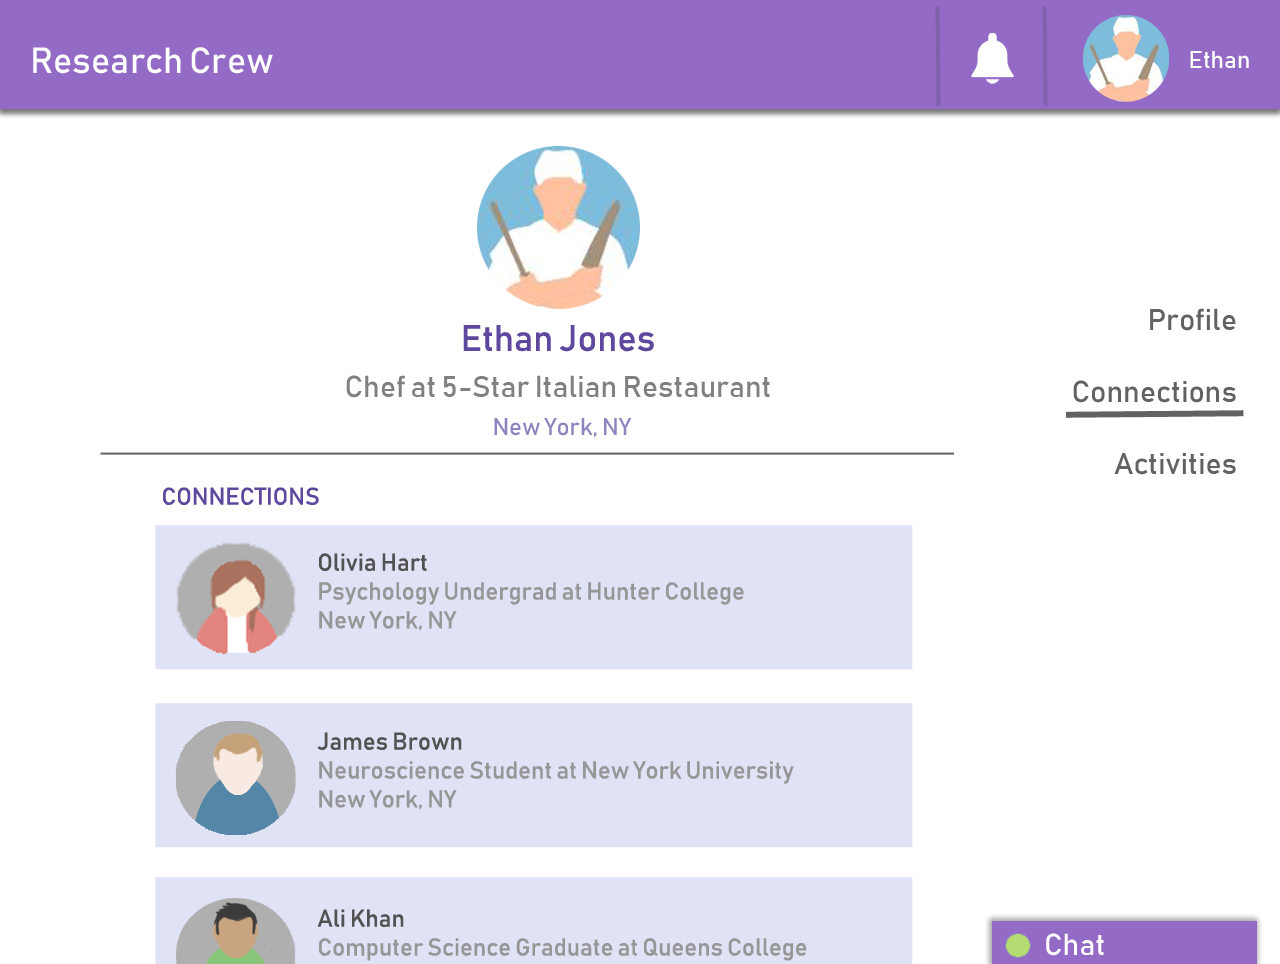 Research Crew
Ethan
Ethan Jones
Chef at 5-Star Italian Restaurant
New York, NY
Profile
Connections
Activities
CONNECTIONS
Olivia Hart
Psychology Undergrad at Hunter College
New York, NY
James Brown
Neuroscience Student at New York University
New York, NY
Ali Khan
Computer Science Graduate at Queens College
Chat